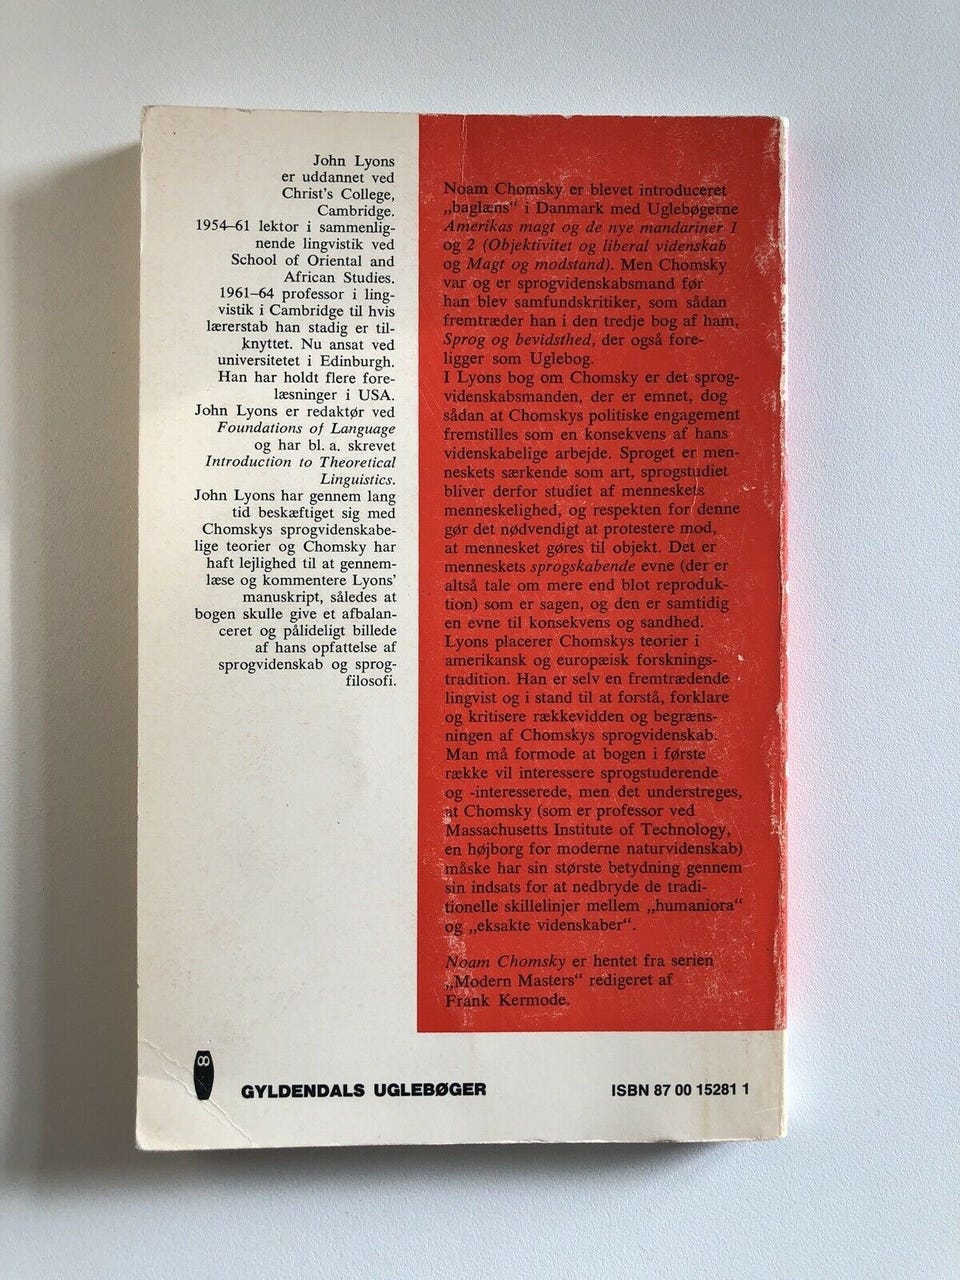 John Lyons
er uddannet ved
Christ's College,
Cambridge.
1954–61 lektor i sammenlig-
nende lingvistik ved
School of Oriental and
African Studies.
1961–64 professor i ling-
vistik i Cambridge til hvis
lærerstab han stadig er til-
knyttet. Nu ansat ved
universitetet i Edinburgh.
Han har holdt flere fore-
læsninger i USA.
John Lyons er redaktør ved
Foundations of Language
og har bl. a. skrevet
Introduction to Theoretical
Linguistics.
John Lyons har gennem lang
tid beskæftiget sig med
Chomskys sprogvidenskabe-
lige teorier og Chomsky har
haft lejlighed til at gennem-
læse og kommentere Lyons'
manuskript, således at
bogen skulle give et afbalan-
ceret og pålideligt billede
af hans opfattelse af
sprogvidenskab og sprog-
filosofi.
Noam Chomsky er blevet introduceret
„baglæns“ i Danmark med Uglebøgerne
Amerikas magt og de nye mandariner 1
og 2 (Objektivitet og liberal videnskab
og Magt og modstand). Men Chomsky
var og er sprogvidenskabsmand før
han blev samfundskritiker, som sådan
fremtræder han i den tredje bog af ham,
Sprog og bevidsthed, der også fore-
ligger som Uglebog.
I Lyons bog om Chomsky er det sprog-
videnskabsmanden, der er emnet, dog
sådan at Chomskys politiske engagement
fremstilles som en konsekvens af hans
videnskabelige arbejde. Sproget er men-
neskets særkende som art, sprogstudiet
bliver derfor studiet af menneskets
menneskelighed, og respekten for denne
gør det nødvendigt at protestere mod,
at mennesket gøres til objekt. Det er
menneskets sprogskabende evne (der er
altså tale om mere end blot reproduk-
tion) som er sagen, og den er samtidig
en evne til konsekvens og sandhed.
Lyons placerer Chomskys teorier i
amerikansk og europæisk forsknings-
tradition. Han er selv en fremtrædende
lingvist og i stand til at forstå, forklare
og kritisere rækkevidden og begræns-
ningen af Chomskys sprogvidenskab.
Man må formode at bogen i første
række vil interessere sprogstuderende
og -interesserede, men det understreges,
at Chomsky (som er professor ved
Massachusetts Institute of Technology,
en højborg for moderne naturvidenskab)
måske har sin største betydning gennem
sin indsats for at nedbryde de tradi-
tionelle skillelinjer mellem „humaniora“
og „eksakte videnskaber“.
Noam Chomsky er hentet fra serien
„Modern Masters“ redigeret af
Frank Kermode.
GYLDENDALS UGLEBØGER
ISBN 87 00 15281 1